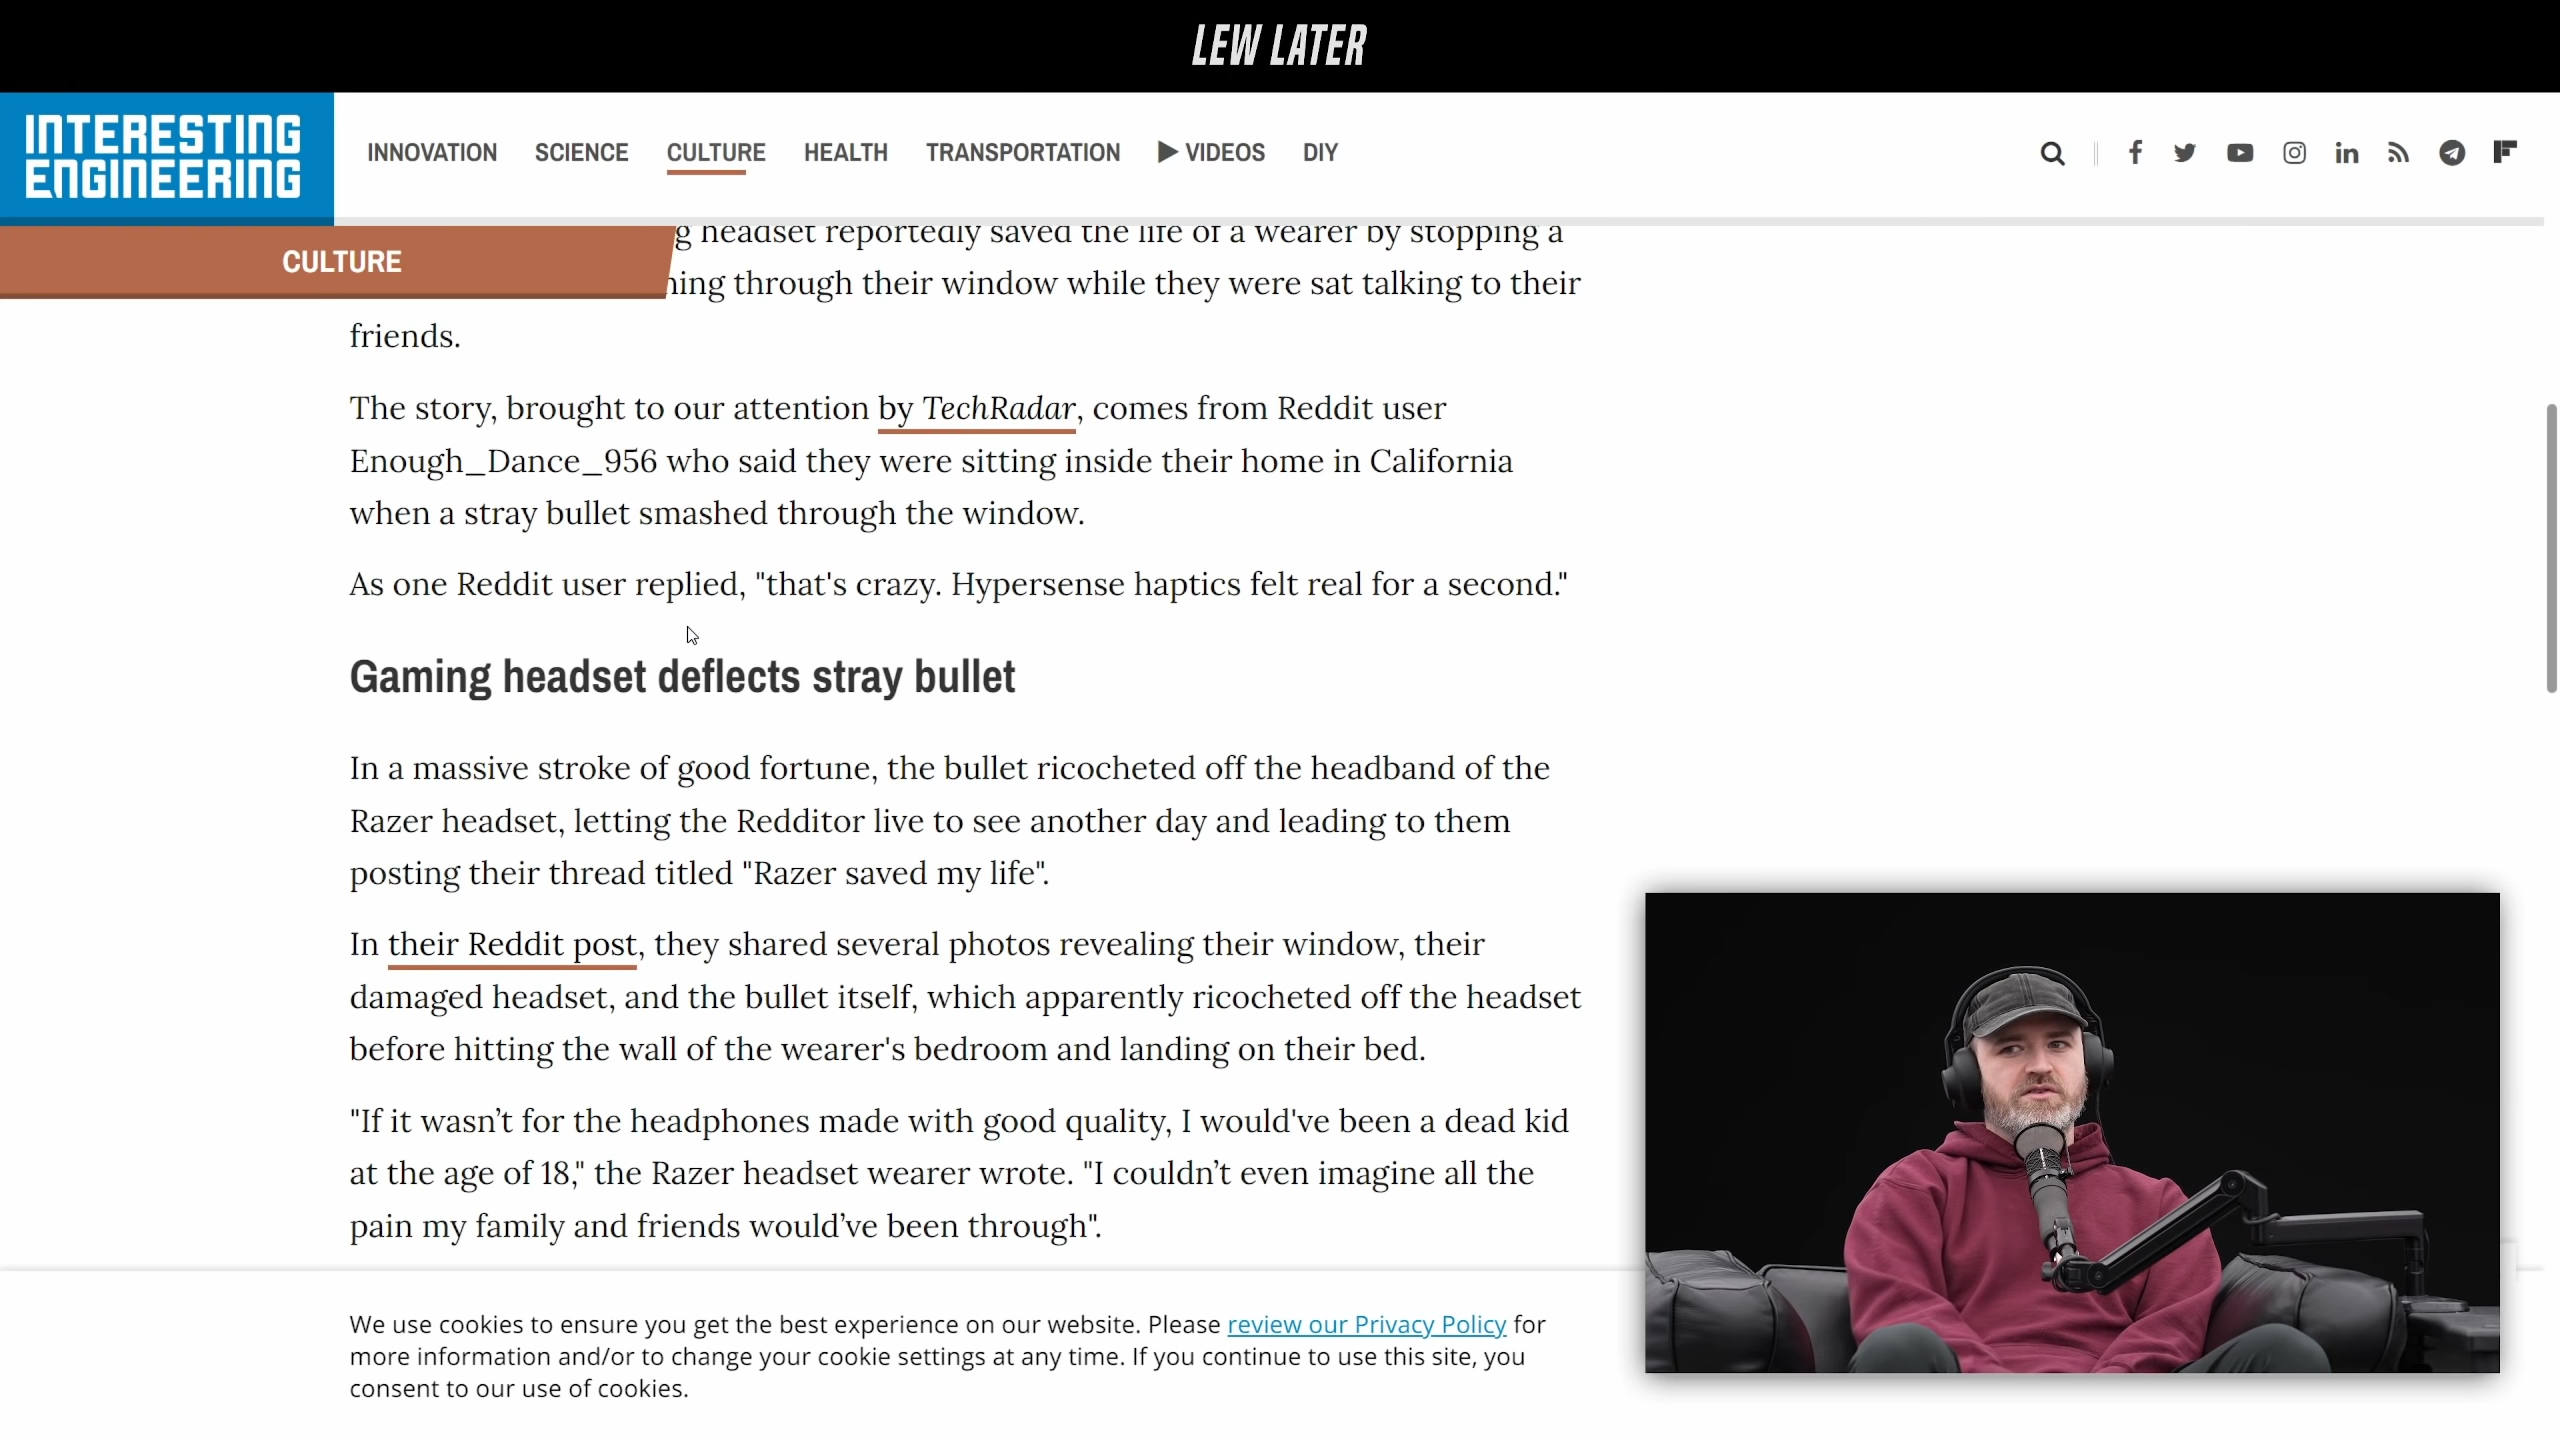 LEW LATER
INTERESTING
ENGINEERING
INNOVATION SCIENCE CULTURE HEALTH TRANSPORTATION VIDEOS DIY
CULTURE
g headset reportedly saved the life of a wearer by stopping a
ing through their window while they were sat talking to their
friends.
The story, brought to our attention by TechRadar, comes from Reddit user
Enough_Dance_956 who said they were sitting inside their home in California
when a stray bullet smashed through the window.
As one Reddit user replied, "that's crazy. Hypersense haptics felt real for a second."
Gaming headset deflects stray bullet
In a massive stroke of good fortune, the bullet ricocheted off the headband of the
Razer headset, letting the Redditor live to see another day and leading to them
posting their thread titled "Razer saved my life".
In their Reddit post, they shared several photos revealing their window, their
damaged headset, and the bullet itself, which apparently ricocheted off the headset
before hitting the wall of the wearer's bedroom and landing on their bed.
"If it wasn’t for the headphones made with good quality, I would've been a dead kid
at the age of 18," the Razer headset wearer wrote. "I couldn’t even imagine all the
pain my family and friends would’ve been through".
We use cookies to ensure you get the best experience on our website. Please review our Privacy Policy for
more information and/or to change your cookie settings at any time. If you continue to use this site, you
consent to our use of cookies.